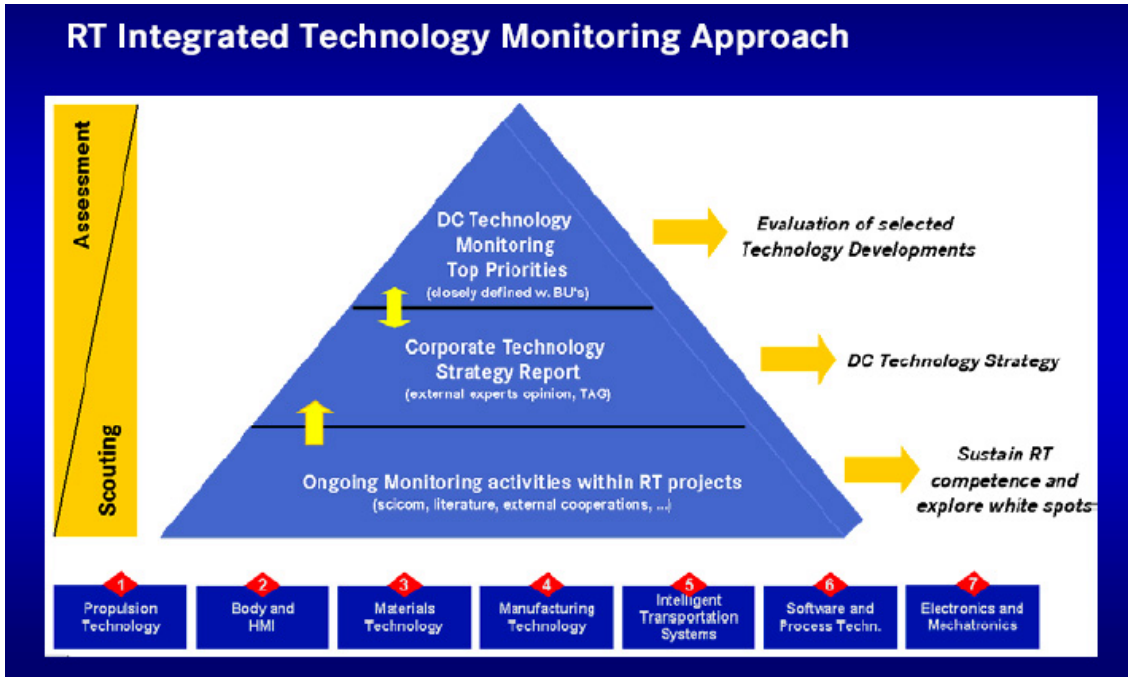 RT Integrated Technology Monitoring Approach
Assessment
Scouting
DC Technology
Monitoring
Top Priorities
(closely defined w. BU's)
Evaluation of selected
Technology Developments
Corporate Technology
Strategy Report
(external experts opinion, TAG)
DC Technology Strategy
Ongoing Monitoring activities within RT projects
(scicom, literature, external cooperations, ...)
Sustain RT
competence and
explore white spots
1
Propulsion
Technology
2
Body and
HMI
3
Materials
Technology
4
Manufacturing
Technology
5
Intelligent
Transportation
Systems
6
Software and
Process Techn.
7
Electronics and
Mechatronics